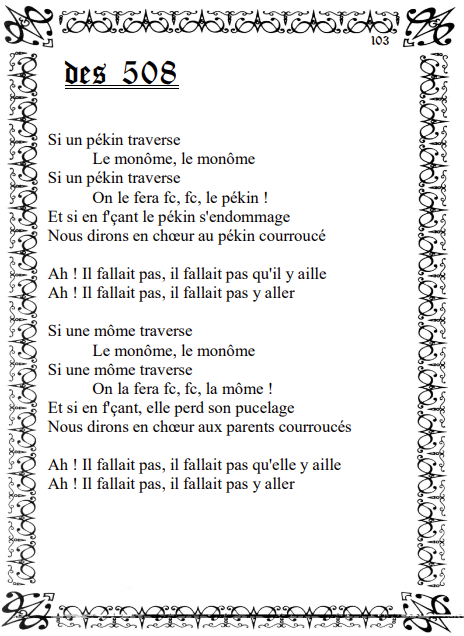 103
des 508
Si un pékin traverse
Le monôme, le monôme
Si un pékin traverse
On le fera fc, fc, le pékin !
Et si en f'çant le pékin s'endommage
Nous dirons en chœur au pékin courroucé
Ah ! Il fallait pas, il fallait pas qu'il y aille
Ah ! Il fallait pas, il fallait pas y aller
Si une môme traverse
Le monôme, le monôme
Si une môme traverse
On la fera fc, fc, la môme !
Et si en f'çant, elle perd son pucelage
Nous dirons en chœur aux parents courroucés
Ah ! Il fallait pas, il fallait pas qu'elle y aille
Ah ! Il fallait pas, il fallait pas y aller